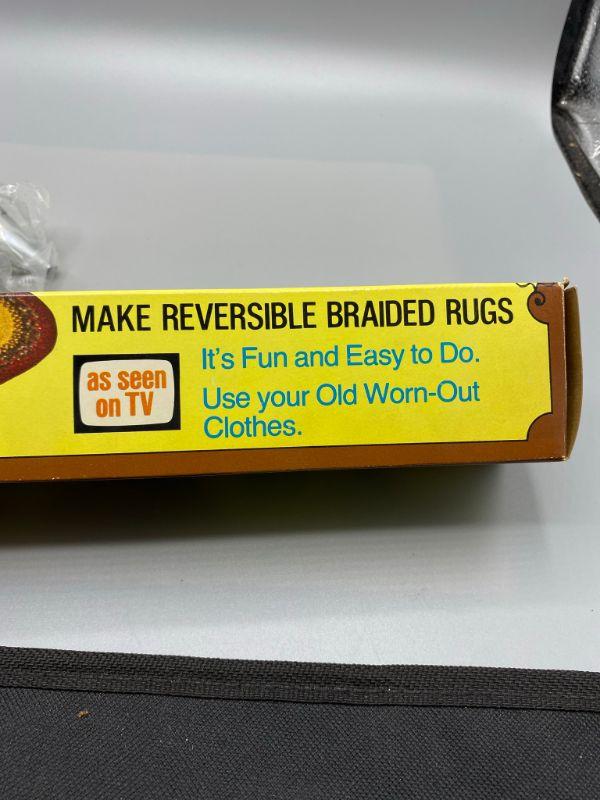 MAKE REVERSIBLE BRAIDED RUGS
as seen
on TV
It's Fun and Easy to Do.
Use your Old Worn-Out
Clothes.